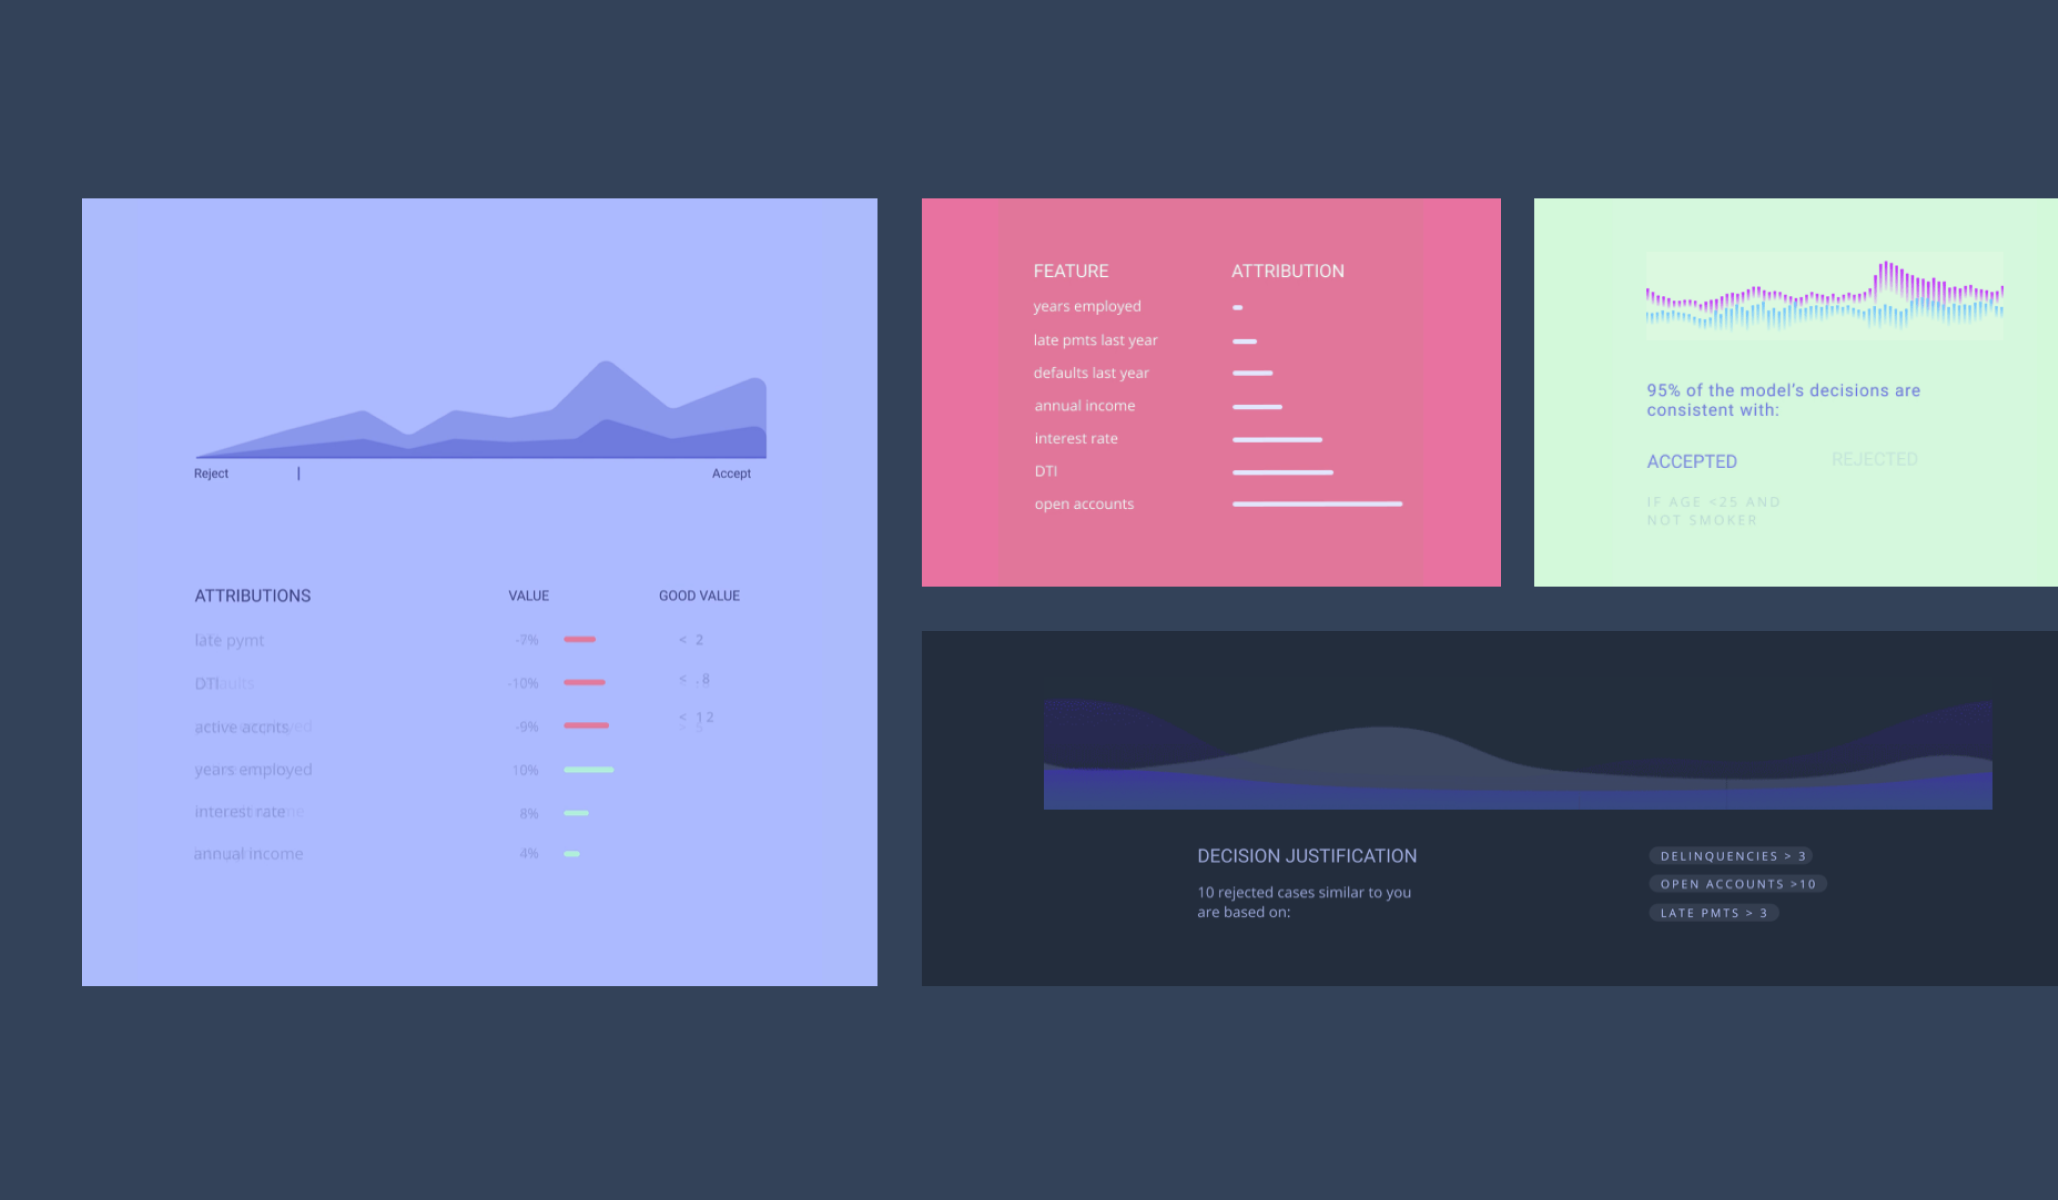 Reject
Accept
ATTRIBUTIONS VALUE GOOD VALUE
late pymt -7% < 2
DTI -10% < .8
active accnts -9% < 12
years employed 10%
interest rate 8%
annual income 4%
FEATURE ATTRIBUTION
years employed
late pmts last year
defaults last year
annual income
interest rate
DTI
open accounts
95% of the model's decisions are
consistent with:
ACCEPTED REJECTED
IF AGE <25 AND
NOT SMOKER
DECISION JUSTIFICATION
10 rejected cases similar to you
are based on:
DELINQUENCIES > 3
OPEN ACCOUNTS >10
LATE PMTS > 3